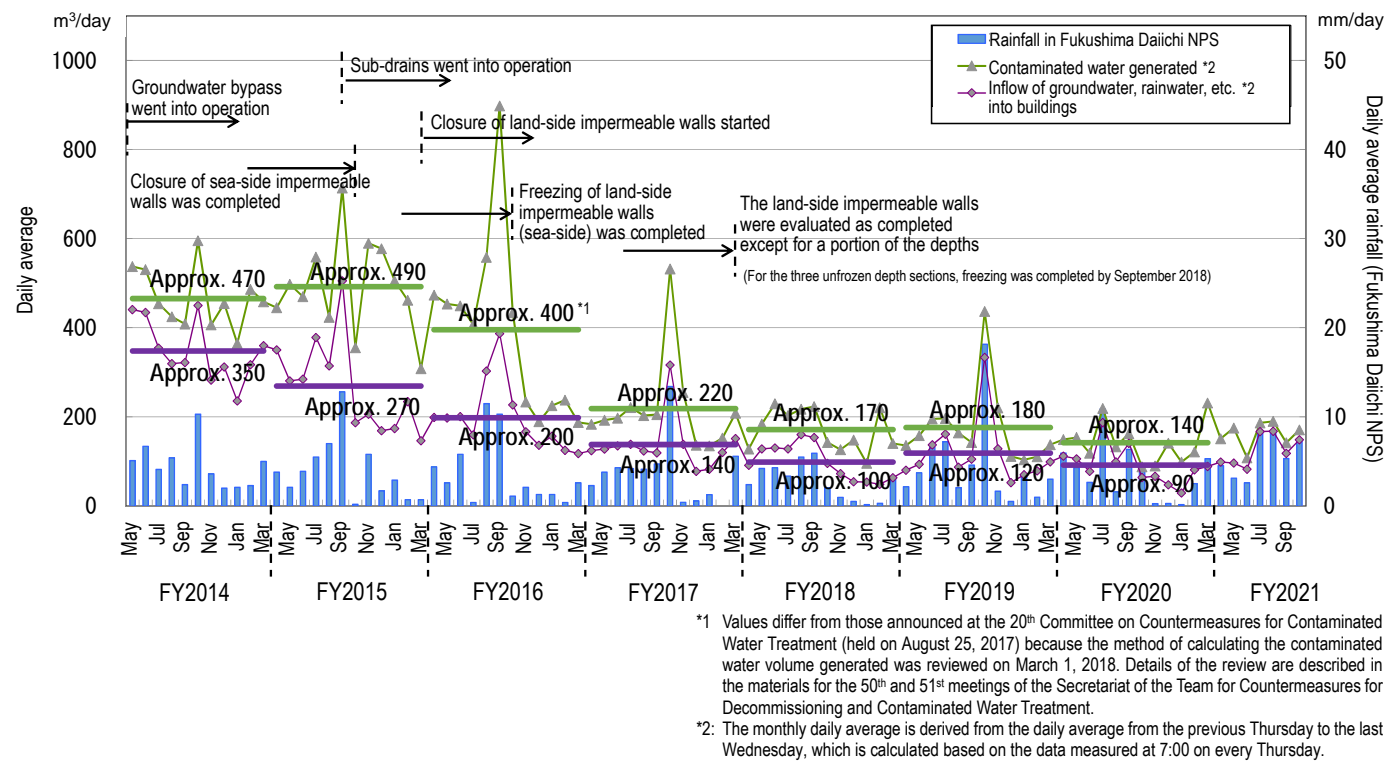 m³/day
mm/day
1000
800
600
400
200
0
Daily average
50
40
30
20
10
0
Daily average rainfall (Fukushima Daiichi NPS)
Rainfall in Fukushima Daiichi NPS
Contaminated water generated *2
Inflow of groundwater, rainwater, etc. *2
into buildings
Groundwater bypass
went into operation
Sub-drains went into operation
Closure of land-side impermeable walls started
Closure of sea-side impermeable
walls was completed
Freezing of land-side
impermeable walls
(sea-side) was completed
The land-side impermeable walls
were evaluated as completed
except for a portion of the depths
(For the three unfrozen depth sections, freezing was completed by September 2018)
Approx. 470
Approx. 490
Approx. 400 *1
Approx. 220
Approx. 170
Approx. 180
Approx. 140
Approx. 350
Approx. 270
Approx. 200
Approx. 140
Approx. 100
Approx. 120
Approx. 90
May Jul Sep Nov Jan Mar May Jul Sep Nov Jan Mar May Jul Sep Nov Jan Mar May Jul Sep Nov Jan Mar May Jul Sep Nov Jan Mar May Jul Sep Nov Jan Mar May Jul Sep Nov Jan Mar May Jul Sep
FY2014 FY2015 FY2016 FY2017 FY2018 FY2019 FY2020 FY2021
*1 Values differ from those announced at the 20th Committee on Countermeasures for Contaminated
Water Treatment (held on August 25, 2017) because the method of calculating the contaminated
water volume generated was reviewed on March 1, 2018. Details of the review are described in
the materials for the 50th and 51st meetings of the Secretariat of the Team for Countermeasures for
Decommissioning and Contaminated Water Treatment.
*2: The monthly daily average is derived from the daily average from the previous Thursday to the last
Wednesday, which is calculated based on the data measured at 7:00 on every Thursday.